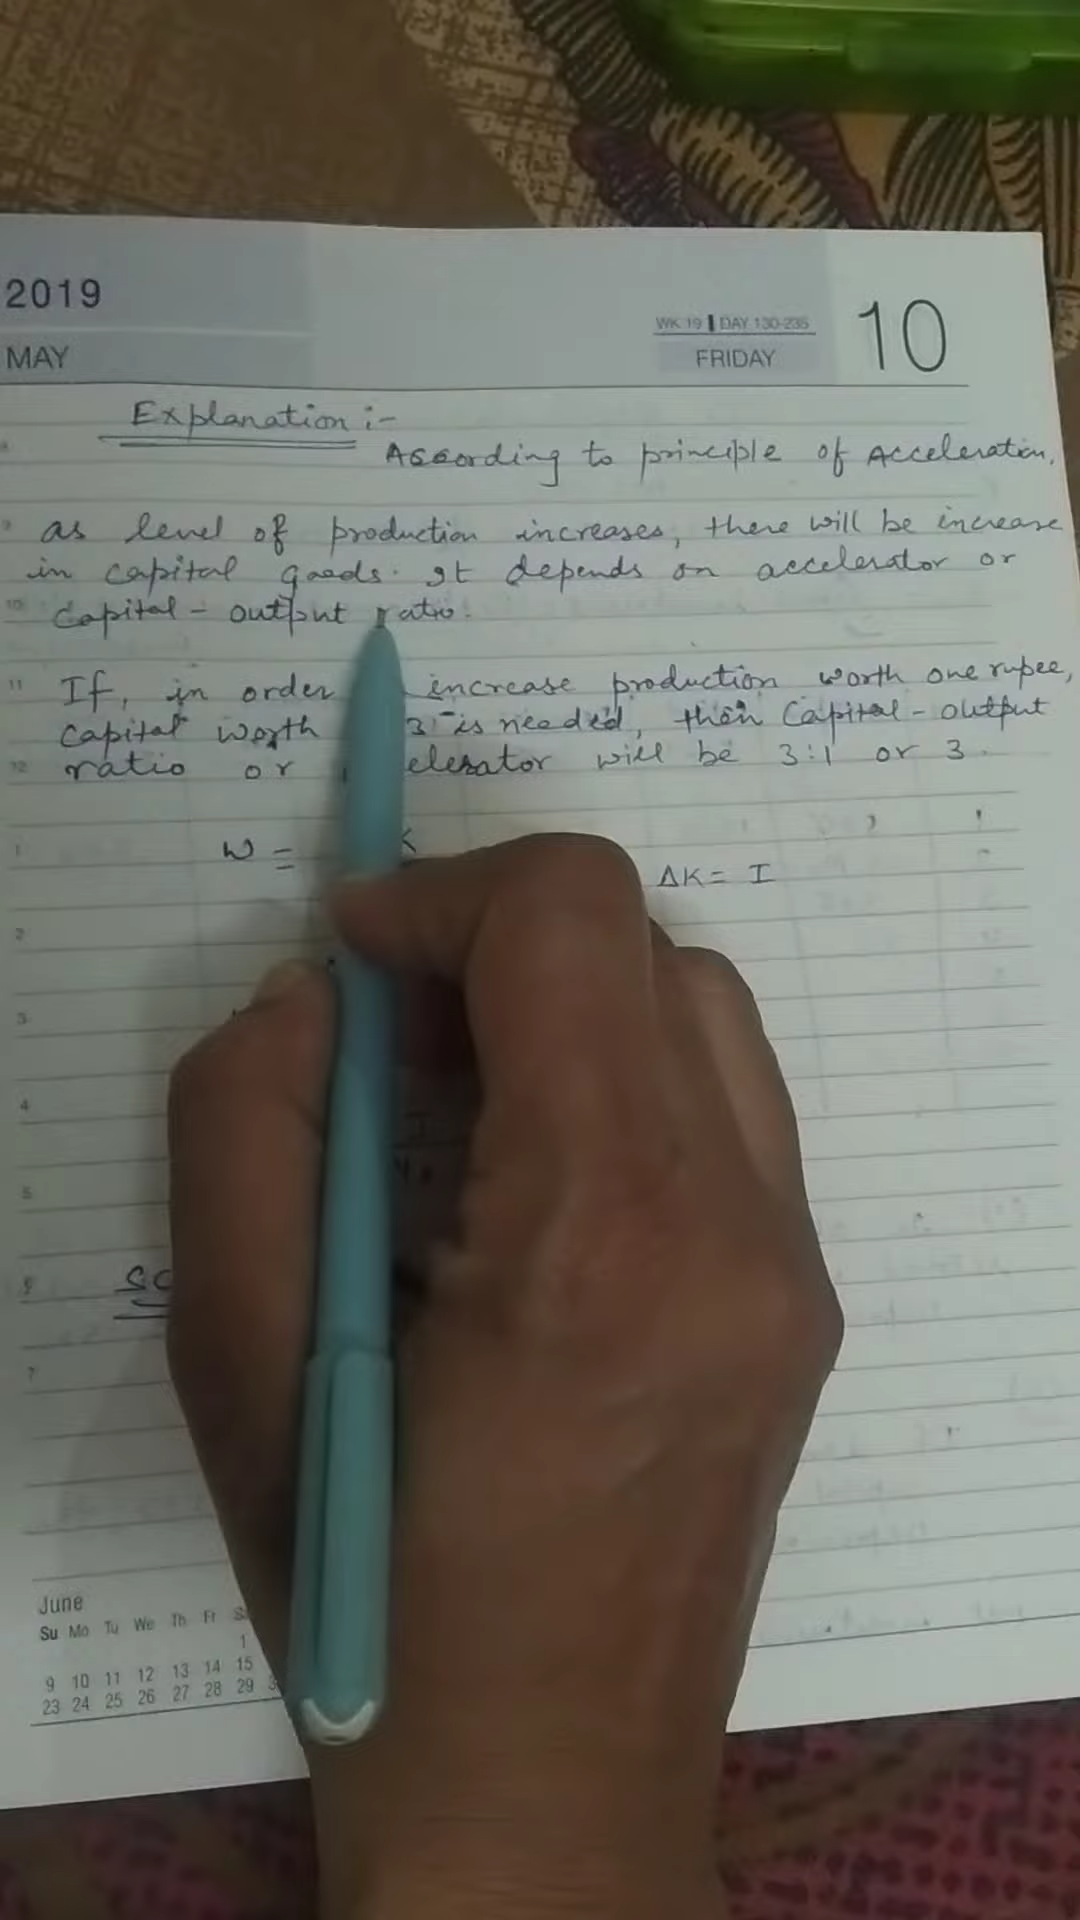 2019
MAY
WK 19 DAY 130-235
FRIDAY
10
Explanation :-
According to principle of Acceleration,
as level of production increases, there will be increase
in capital goods. It depends on accelerator or
Capital - output ratio.
If, in order increase production worth one rupee,
capital worth 3 is needed, then Capital - output
ratio or will be 3:1 or 3.
W = K
ΔK = I
June
Su Mo Tu We Th Fr
1
9 10 11 12 13 14 15
23 24 25 26 27 28 29